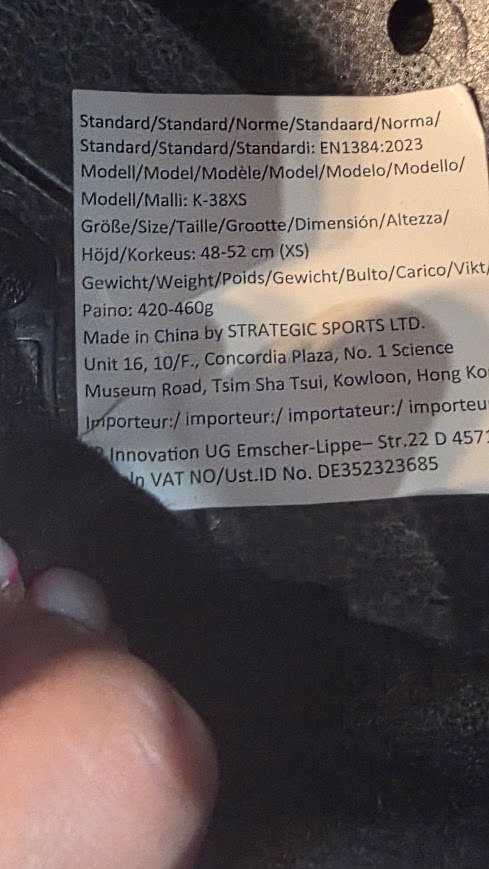 Standard/Standard/Norme/Standaard/Norma/
Standard/Standard/Standardi: EN1384:2023
Modell/Model/Modèle/Model/Modelo/Modello/
Modell/Malli: K-38XS
Größe/Size/Taille/Grootte/Dimensión/Altezza/
Höjd/Korkeus: 48-52 cm (XS)
Gewicht/Weight/Poids/Gewicht/Bulto/Carico/Vikt/
Paino: 420-460g
Made in China by STRATEGIC SPORTS LTD.
Unit 16, 10/F., Concordia Plaza, No. 1 Science
Museum Road, Tsim Sha Tsui, Kowloon, Hong Ko
Importeur:/ importeur:/ importateur:/ importeu
Innovation UG Emscher-Lippe– Str.22 D 4571
VAT NO/Ust.ID No. DE352323685